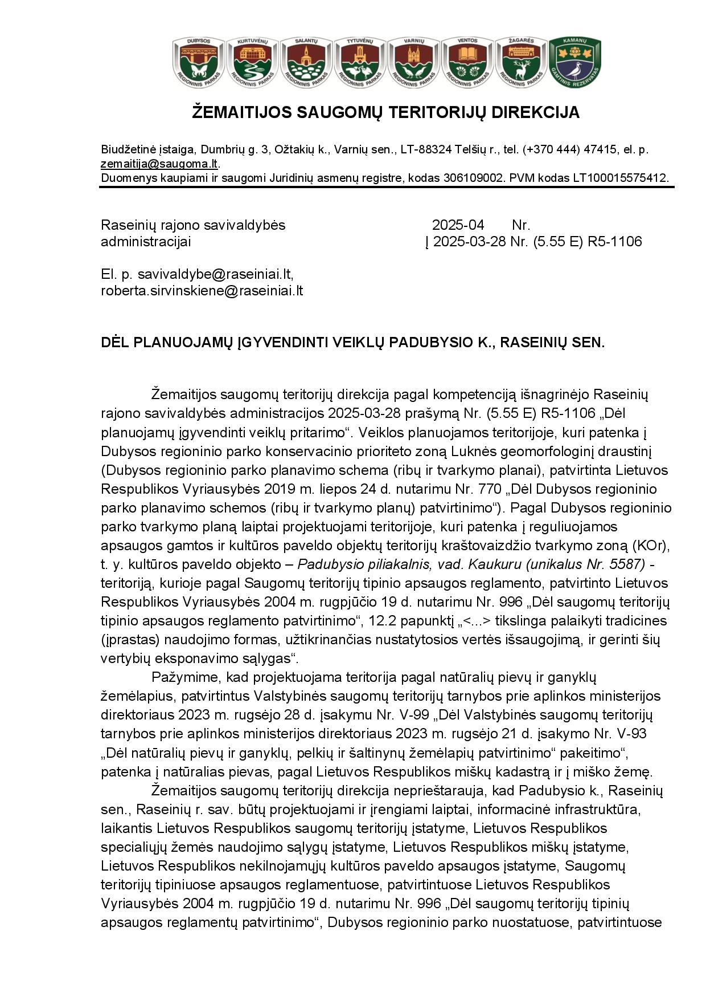 DUBYSOS REGIONINIS PARKAS
KURTUVĖNŲ REGIONINIS PARKAS
SALANTŲ REGIONINIS PARKAS
TYTUVĖNŲ REGIONINIS PARKAS
VARNIŲ REGIONINIS PARKAS
VENTOS REGIONINIS PARKAS
ŽAGARĖS REGIONINIS PARKAS
KAMANŲ GAMTINIS REZERVATAS
ŽEMAITIJOS SAUGOMŲ TERITORIJŲ DIREKCIJA
Biudžetinė įstaiga, Dumbrių g. 3, Ožtakių k., Varnių sen., LT-88324 Telšių r., tel. (+370 444) 47415, el. p.
zemaitija@saugoma.lt.
Duomenys kaupiami ir saugomi Juridinių asmenų registre, kodas 306109002. PVM kodas LT100015575412.
Raseinių rajono savivaldybės 2025-04 Nr.
administracijai Į 2025-03-28 Nr. (5.55 E) R5-1106
El. p. savivaldybe@raseiniai.lt,
roberta.sirvinskiene@raseiniai.lt
DĖL PLANUOJAMŲ ĮGYVENDINTI VEIKLŲ PADUBYSIO K., RASEINIŲ SEN.
Žemaitijos saugomų teritorijų direkcija pagal kompetenciją išnagrinėjo Raseinių
rajono savivaldybės administracijos 2025-03-28 prašymą Nr. (5.55 E) R5-1106 „Dėl
planuojamų įgyvendinti veiklų pritarimo“. Veiklos planuojamos teritorijoje, kuri patenka į
Dubysos regioninio parko konservacinio prioriteto zoną Luknės geomorfologinį draustinį
(Dubysos regioninio parko planavimo schema (ribų ir tvarkymo planai), patvirtinta Lietuvos
Respublikos Vyriausybės 2019 m. liepos 24 d. nutarimu Nr. 770 „Dėl Dubysos regioninio
parko planavimo schemos (ribų ir tvarkymo planų) patvirtinimo“). Pagal Dubysos regioninio
parko tvarkymo planą laiptai projektuojami teritorijoje, kuri patenka į reguliuojamos
apsaugos gamtos ir kultūros paveldo objektų teritorijų kraštovaizdžio tvarkymo zoną (KOr),
t. y. kultūros paveldo objekto – Padubysio piliakalnis, vad. Kaukuru (unikalus Nr. 5587) -
teritoriją, kurioje pagal Saugomų teritorijų tipinio apsaugos reglamento, patvirtinto Lietuvos
Respublikos Vyriausybės 2004 m. rugpjūčio 19 d. nutarimu Nr. 996 „Dėl saugomų teritorijų
tipinio apsaugos reglamento patvirtinimo“, 12.2 papunktį „<...> tikslinga palaikyti tradicines
(įprastas) naudojimo formas, užtikrinančias nustatytosios vertės išsaugojimą, ir gerinti šių
vertybių eksponavimo sąlygas“.
Pažymime, kad projektuojama teritorija pagal natūralių pievų ir ganyklų
žemėlapius, patvirtintus Valstybinės saugomų teritorijų tarnybos prie aplinkos ministerijos
direktoriaus 2023 m. rugsėjo 28 d. įsakymu Nr. V-99 „Dėl Valstybinės saugomų teritorijų
tarnybos prie aplinkos ministerijos direktoriaus 2023 m. rugsėjo 21 d. įsakymo Nr. V-93
„Dėl natūralių pievų ir ganyklų, pelkių ir šaltinynų žemėlapių patvirtinimo“ pakeitimo“,
patenka į natūralias pievas, pagal Lietuvos Respublikos miškų kadastrą ir į miško žemę.
Žemaitijos saugomų teritorijų direkcija neprieštarauja, kad Padubysio k., Raseinių
sen., Raseinių r. sav. būtų projektuojami ir įrengiami laiptai, informacinė infrastruktūra,
laikantis Lietuvos Respublikos saugomų teritorijų įstatyme, Lietuvos Respublikos
specialiųjų žemės naudojimo sąlygų įstatyme, Lietuvos Respublikos miškų įstatyme,
Lietuvos Respublikos nekilnojamųjų kultūros paveldo apsaugos įstatyme, Saugomų
teritorijų tipiniuose apsaugos reglamentuose, patvirtintuose Lietuvos Respublikos
Vyriausybės 2004 m. rugpjūčio 19 d. nutarimu Nr. 996 „Dėl saugomų teritorijų tipinių
apsaugos reglamentų patvirtinimo“, Dubysos regioninio parko nuostatuose, patvirtintuose